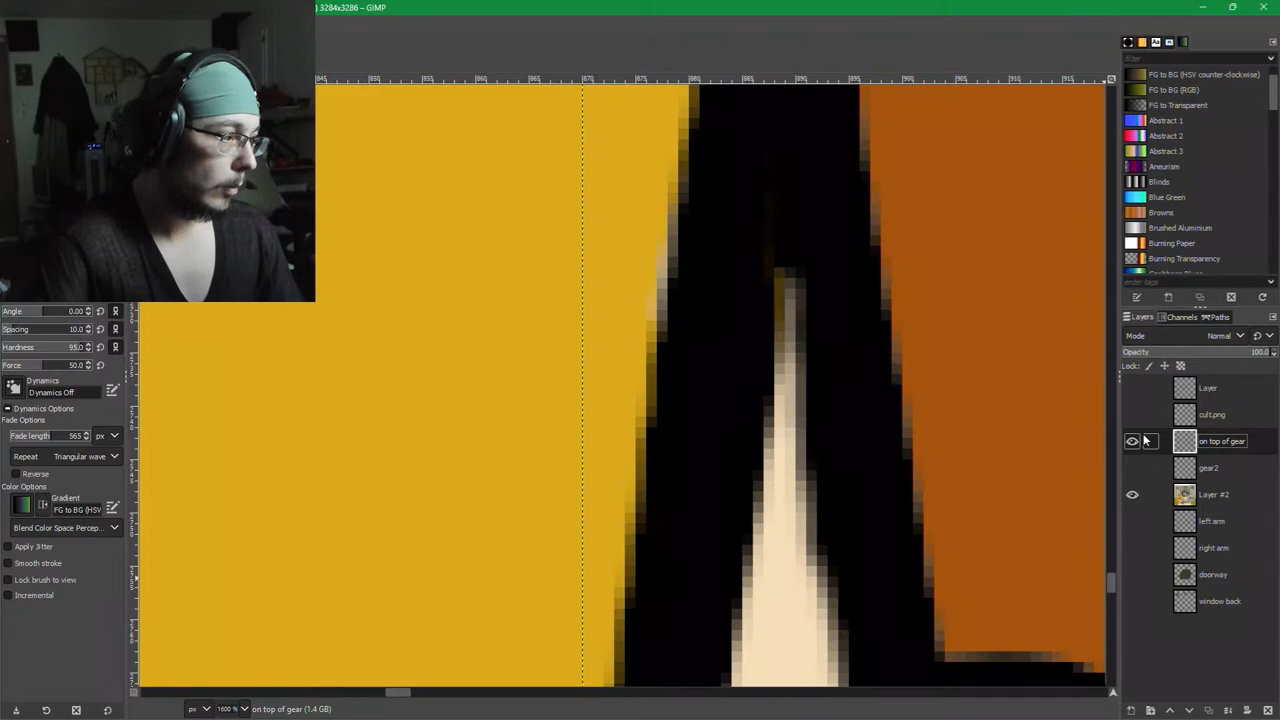 ) 3284x3286 – GIMP
845 850 855 860 865 870 875 880 885 890 895 900 905 910 915
filter
FG to BG (HSV counter-clockwise)
FG to BG (RGB)
FG to Transparent
Abstract 1
Abstract 2
Abstract 3
Aneurism
Blinds
Blue Green
Browns
Brushed Aluminium
Burning Paper
Burning Transparency
enter tags
Layers Channels Paths
Mode Normal
Opacity 100.0
Lock:
Layer
cult.png
on top of gear
gear2
Layer #2
left arm
right arm
doorway
window back
Angle 0.00
Spacing 10.0
Hardness 95.0
Force 50.0
Dynamics
Dynamics Off
Dynamics Options
Fade Options
Fade length 565 px
Repeat Triangular wave
Reverse
Color Options
Gradient
FG to BG (HSV
Blend Color Space Percep...
Apply Jitter
Smooth stroke
Lock brush to view
Incremental
px 1600 % on top of gear (1.4 GB)